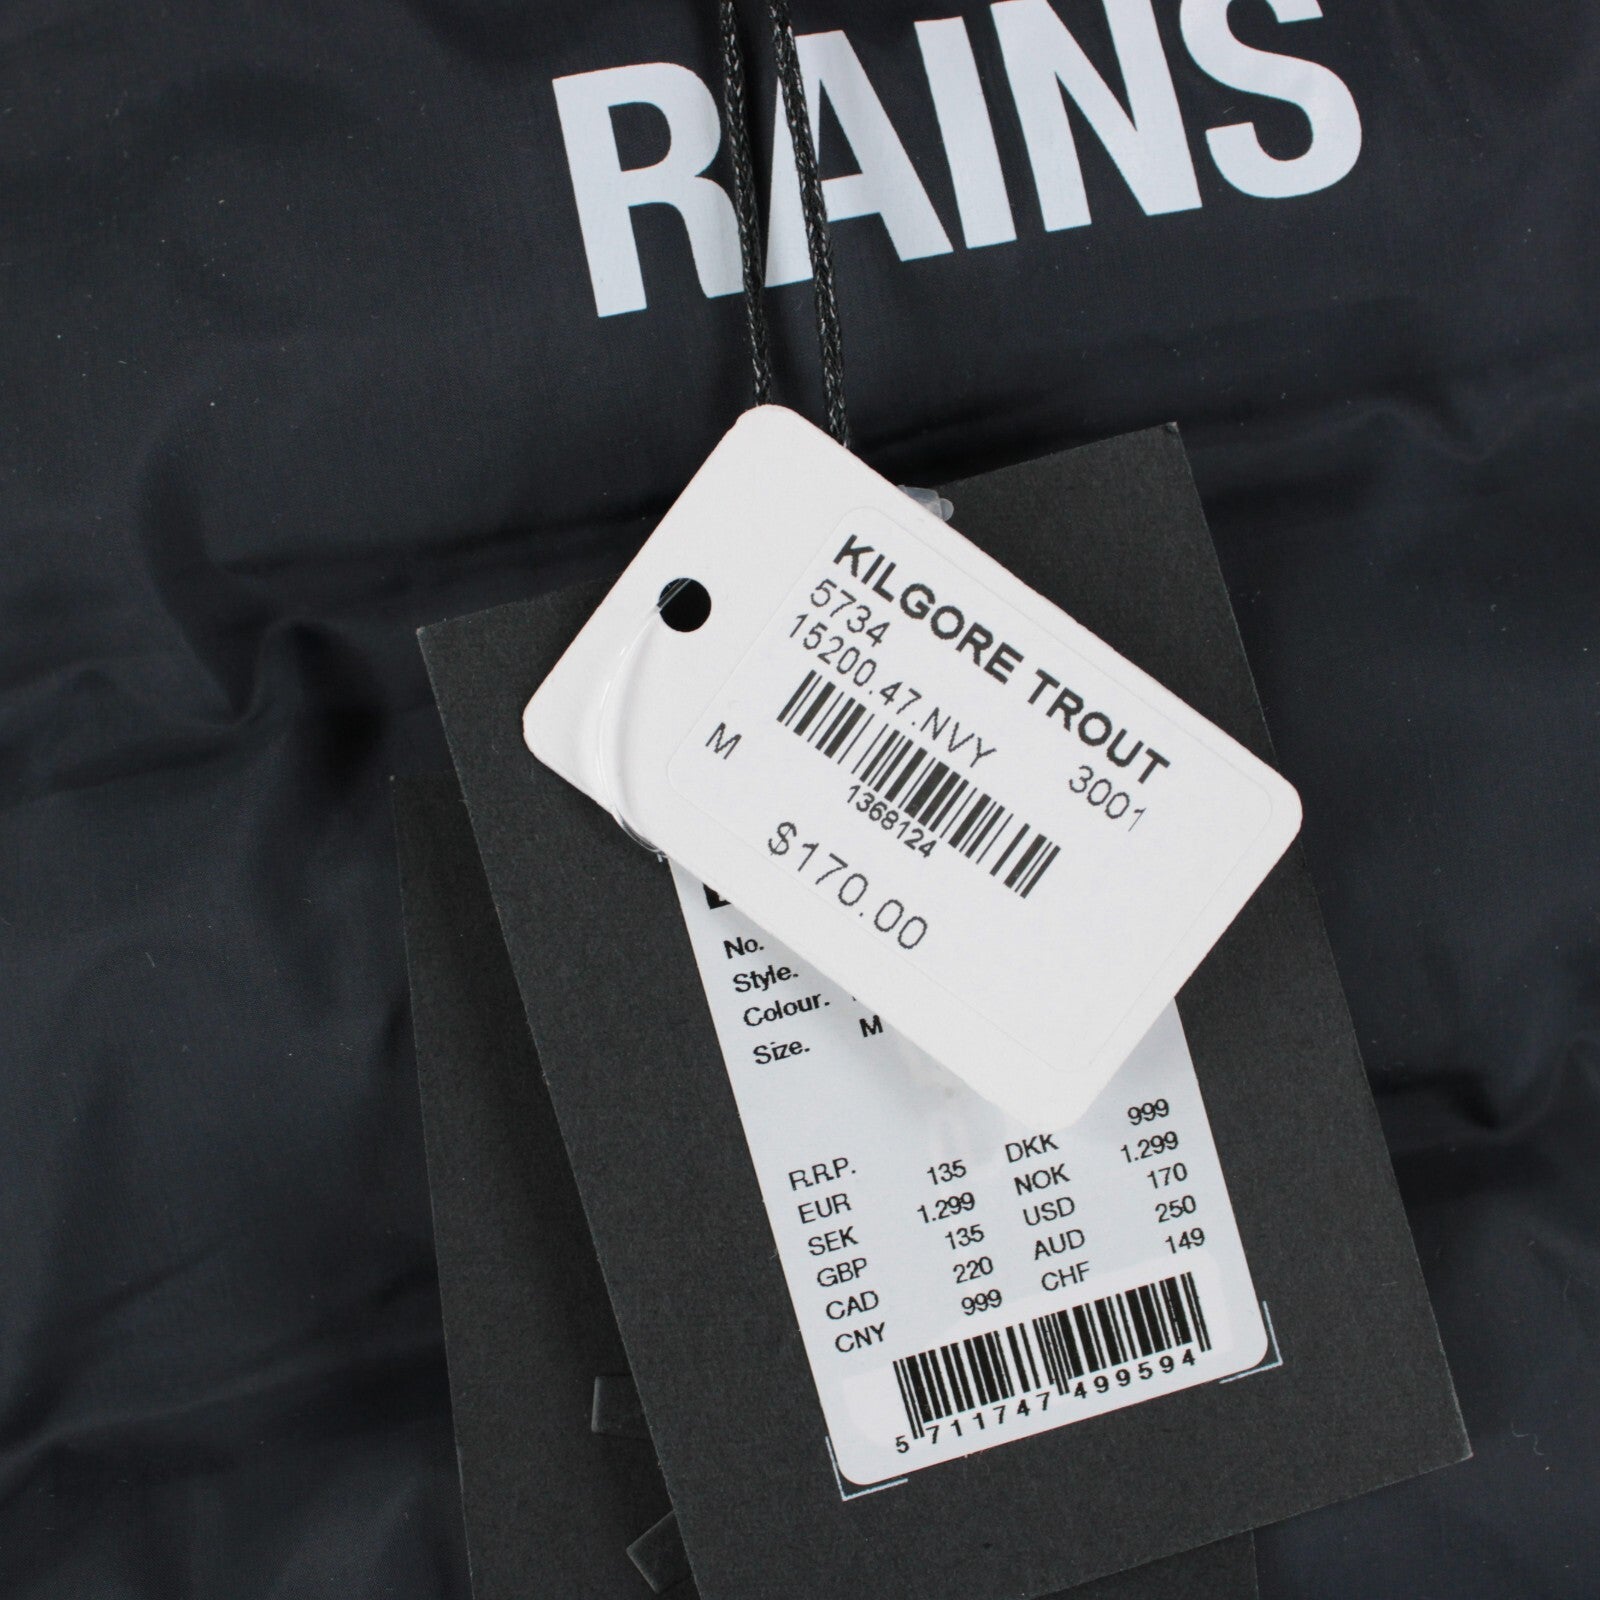 RAINS
KILGORE TROUT
5734
15200.47.NVY 3001
1368124
M
$170.00
No.
Style.
Colour.
Size. M
R.R.P.
EUR 135 DKK 999
SEK 1.299 NOK 1.299
GBP 135 USD 170
CAD 220 AUD 250
CNY 999 CHF 149
5 711747 499594